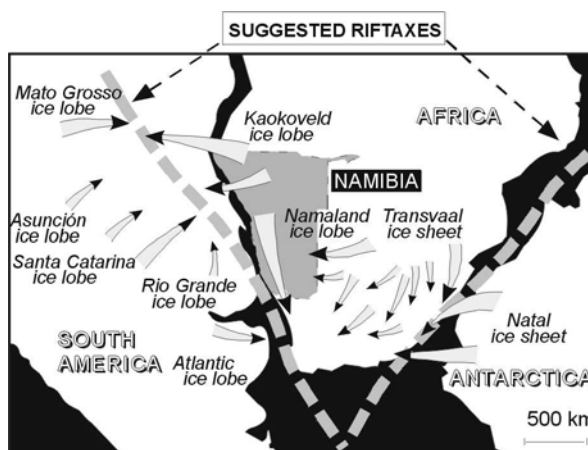 SUGGESTED RIFTAXES
Mato Grosso
ice lobe
Kaokoveld
ice lobe
AFRICA
NAMIBIA
Asunción
ice lobe
Namaland
ice lobe
Transvaal
ice sheet
Santa Catarina
ice lobe
Rio Grande
ice lobe
SOUTH
AMERICA
Natal
ice sheet
Atlantic
ice lobe
ANTARCTICA
500 km